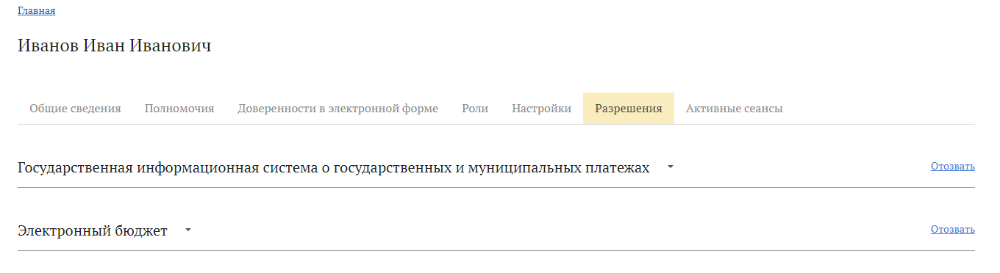 Главная
Иванов Иван Иванович
Общие сведения Полномочия Доверенности в электронной форме Роли Настройки Разрешения Активные сеансы
Государственная информационная система о государственных и муниципальных платежах Отозвать
Электронный бюджет Отозвать